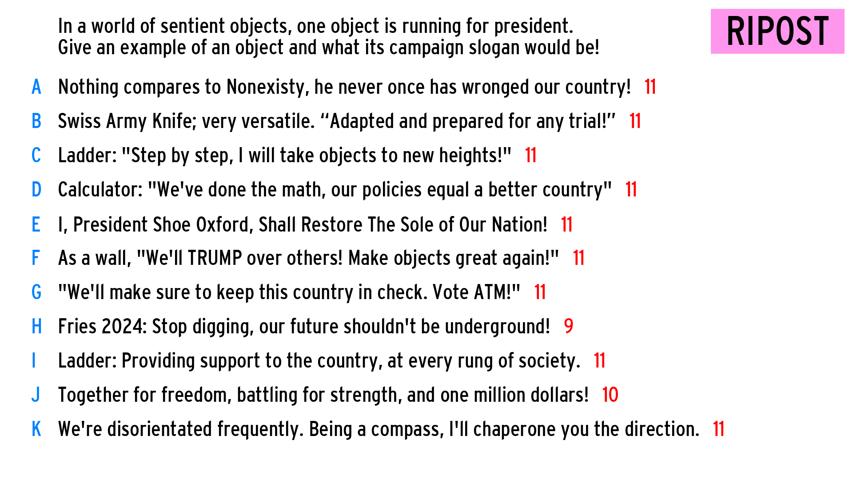 In a world of sentient objects, one object is running for president.
Give an example of an object and what its campaign slogan would be!
RIPOST
A Nothing compares to Nonexisty, he never once has wronged our country! 11
B Swiss Army Knife; very versatile. “Adapted and prepared for any trial!” 11
C Ladder: "Step by step, I will take objects to new heights!" 11
D Calculator: "We've done the math, our policies equal a better country" 11
E I, President Shoe Oxford, Shall Restore The Sole of Our Nation! 11
F As a wall, "We'll TRUMP over others! Make objects great again!" 11
G "We'll make sure to keep this country in check. Vote ATM!" 11
H Fries 2024: Stop digging, our future shouldn't be underground! 9
I Ladder: Providing support to the country, at every rung of society. 11
J Together for freedom, battling for strength, and one million dollars! 10
K We're disorientated frequently. Being a compass, I'll chaperone you the direction. 11